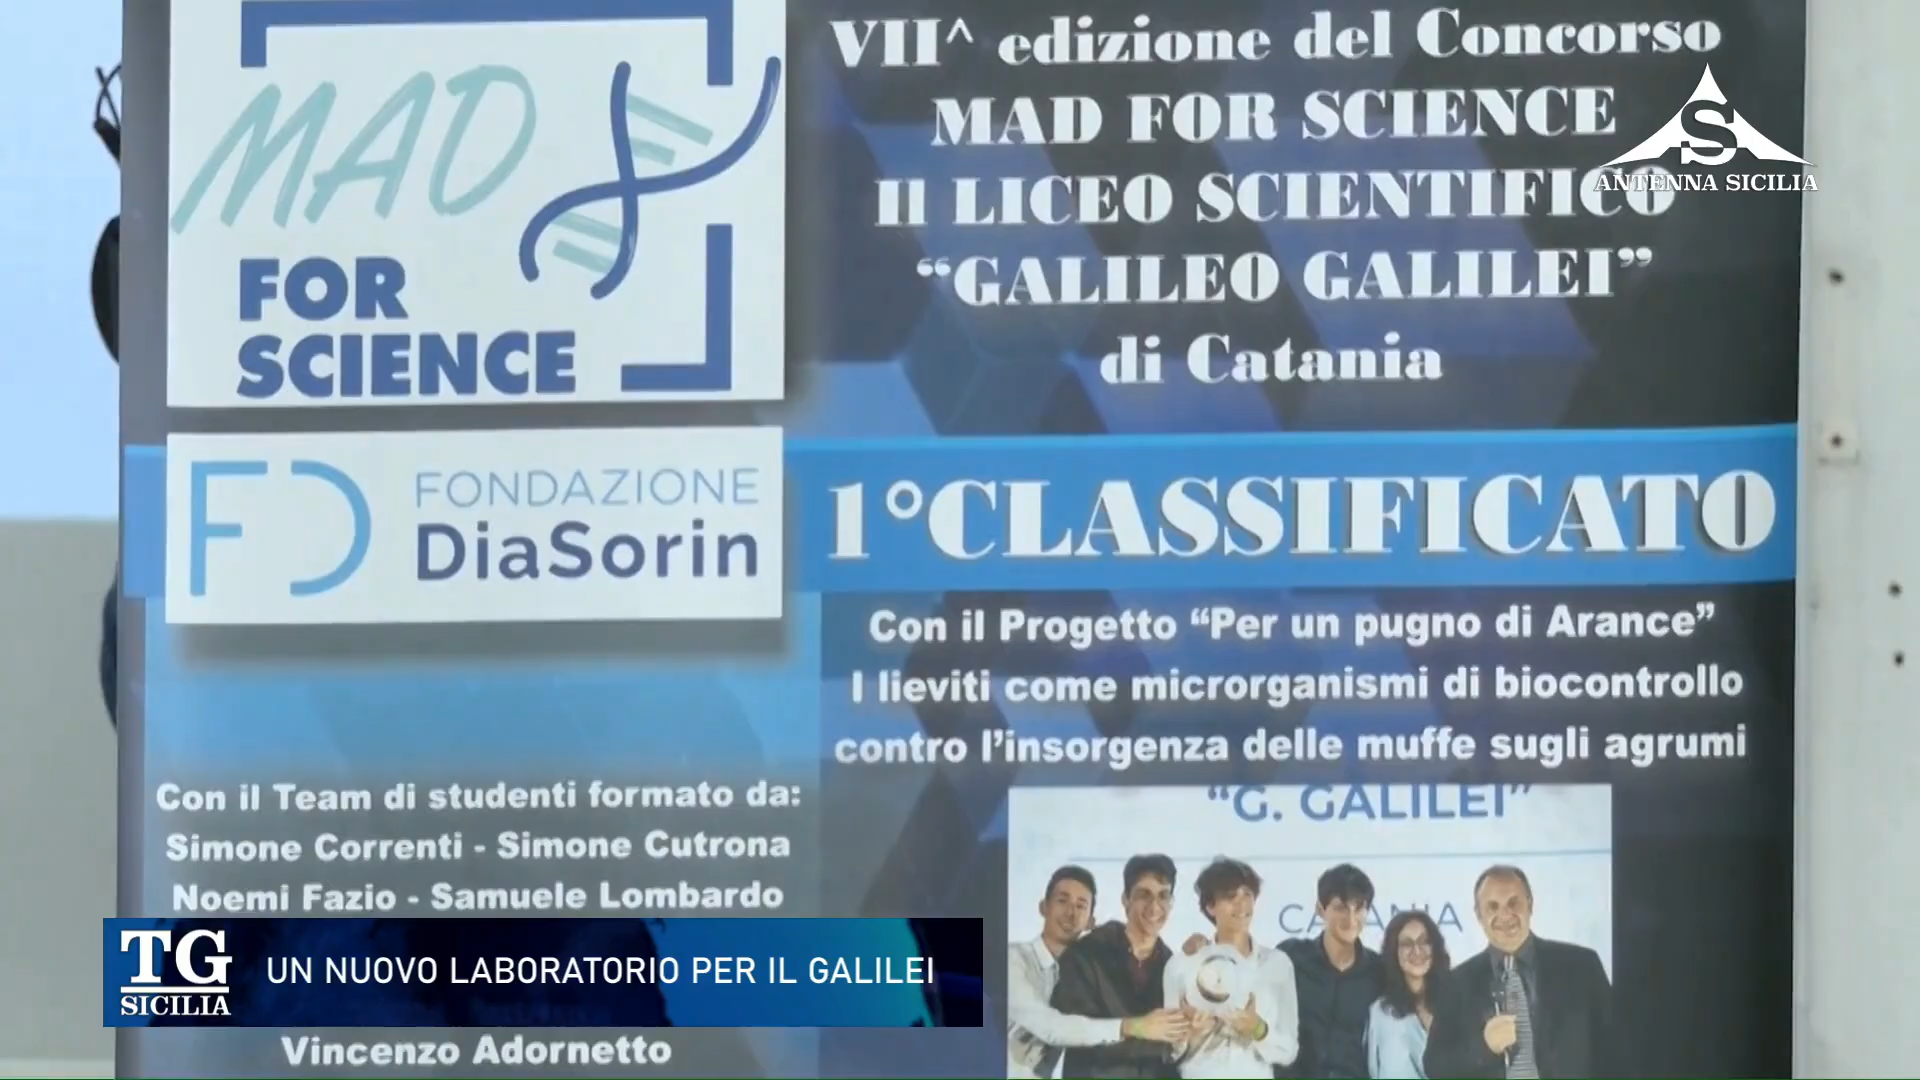 MAD
FOR
SCIENCE
VII^ edizione del Concorso
MAD FOR SCIENCE
Il LICEO SCIENTIFICO
“GALILEO GALILEI”
di Catania
S
ANTENNA SICILIA
FD
FONDAZIONE
DiaSorin
1°CLASSIFICATO
Con il Progetto “Per un pugno di Arance”
I lieviti come microrganismi di biocontrollo
contro l’insorgenza delle muffe sugli agrumi
Con il Team di studenti formato da:
Simone Correnti - Simone Cutrona
Noemi Fazio - Samuele Lombardo
Vincenzo Adornetto
“G. GALILEI”
CATANIA
TG
SICILIA
UN NUOVO LABORATORIO PER IL GALILEI